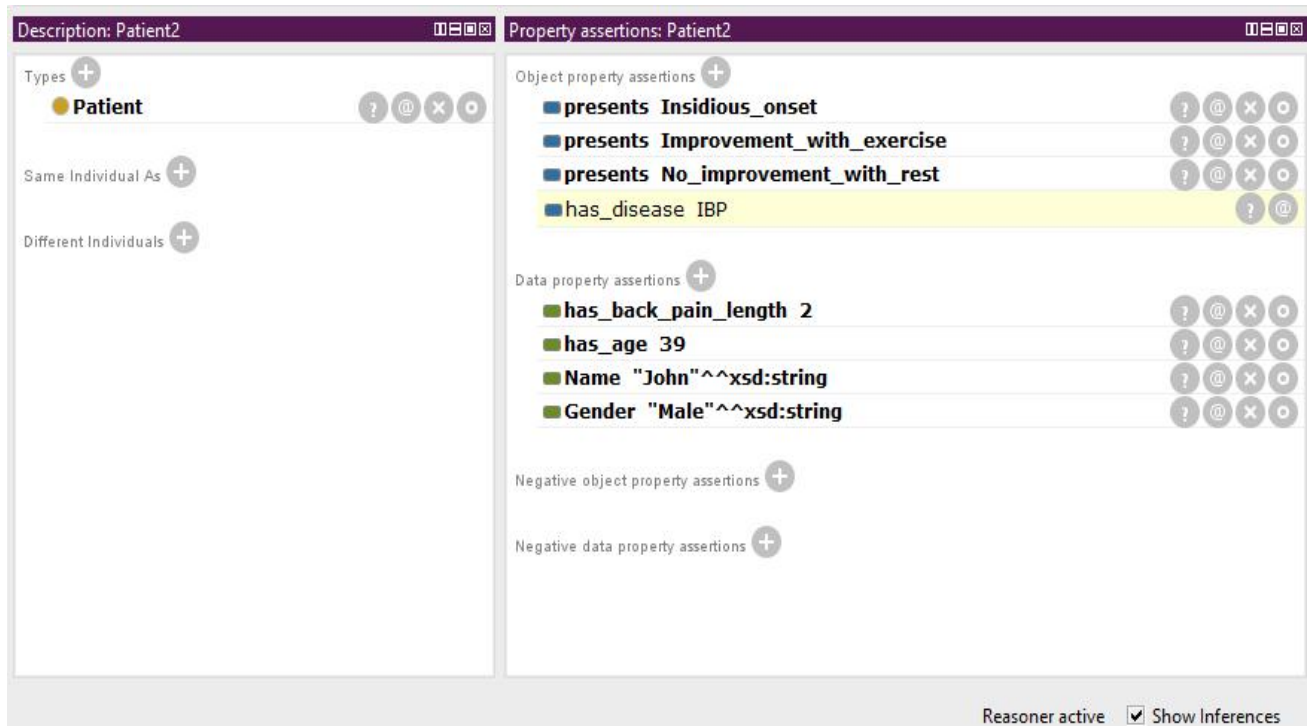 Description: Patient2
Types
Patient
Same Individual As
Different Individuals
Property assertions: Patient2
Object property assertions
presents Insidious_onset
presents Improvement_with_exercise
presents No_improvement_with_rest
has_disease IBP
Data property assertions
has_back_pain_length 2
has_age 39
Name "John"^^xsd:string
Gender "Male"^^xsd:string
Negative object property assertions
Negative data property assertions
Reasoner active Show Inferences